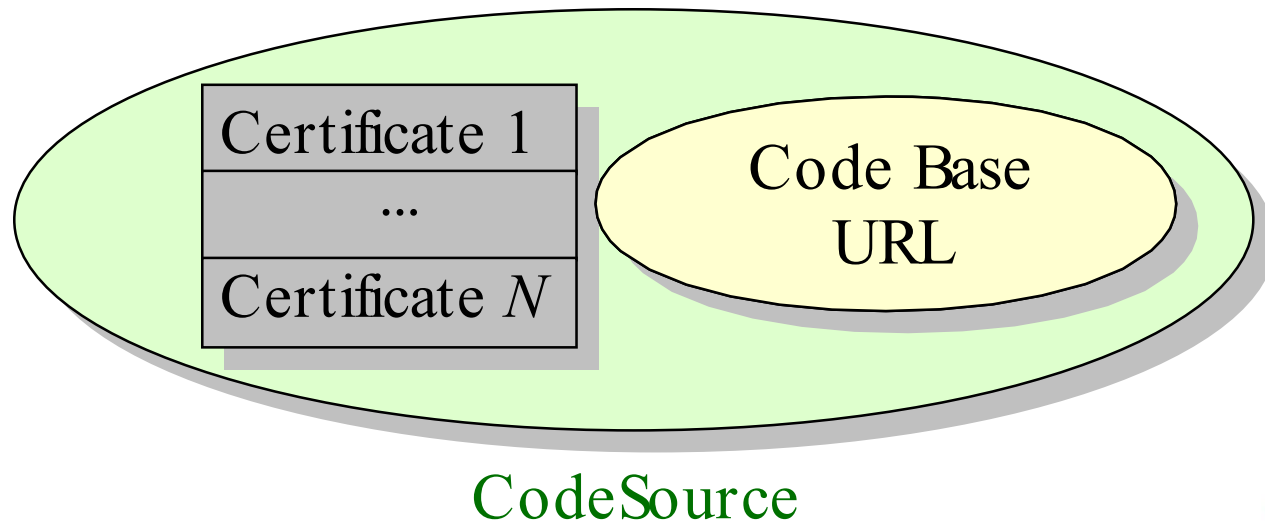 Certificate 1
...
Certificate N
Code Base
URL
CodeSource